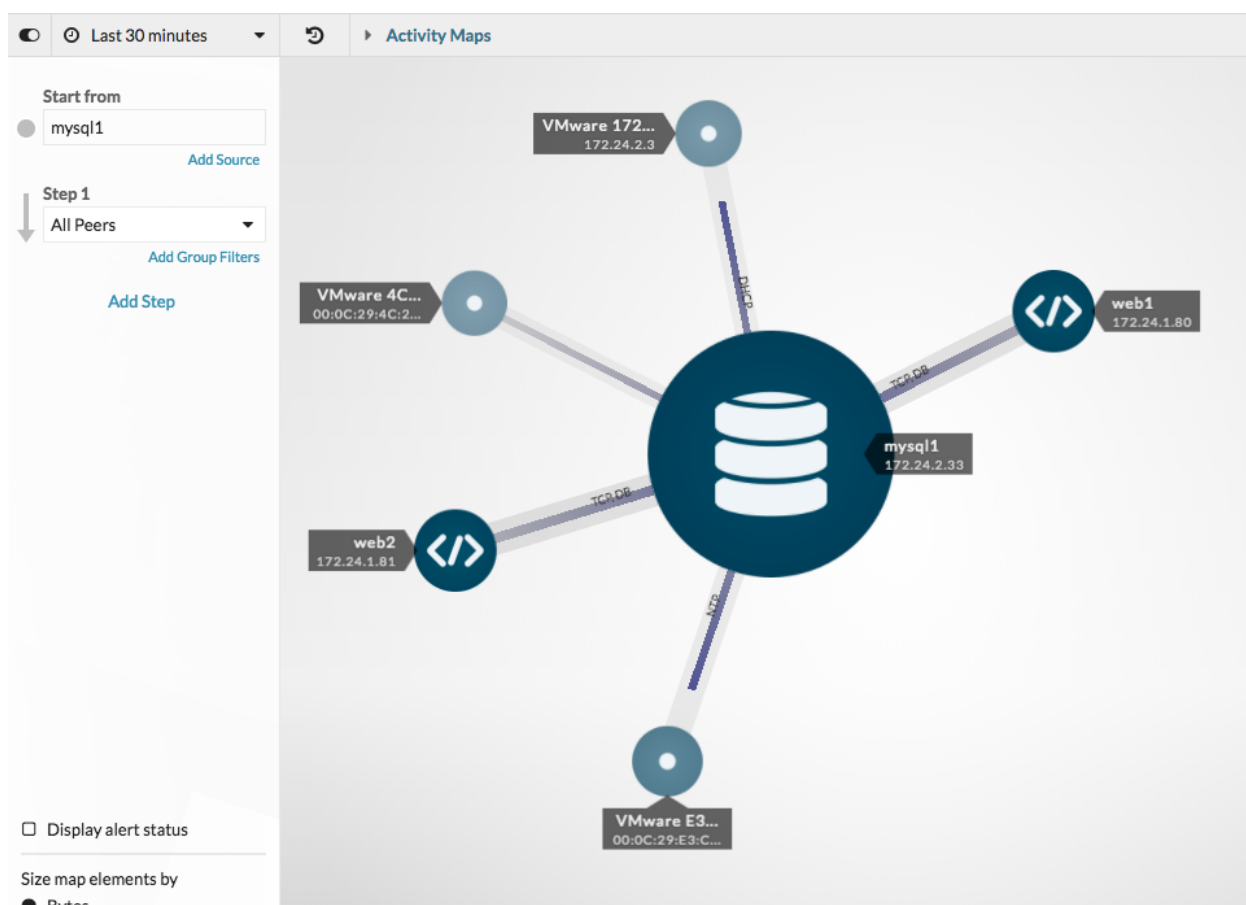 Last 30 minutes
Activity Maps
Start from
mysql1
Add Source
Step 1
All Peers
Add Group Filters
Add Step
Display alert status
Size map elements by
Bytes
VMware 172...
172.24.2.3
DHCP
VMware 4C...
00:0C:29:4C:2...
web1
172.24.1.80
TCP,DB
mysql1
172.24.2.33
TCP,DB
web2
172.24.1.81
NTP
VMware E3...
00:0C:29:E3:C...